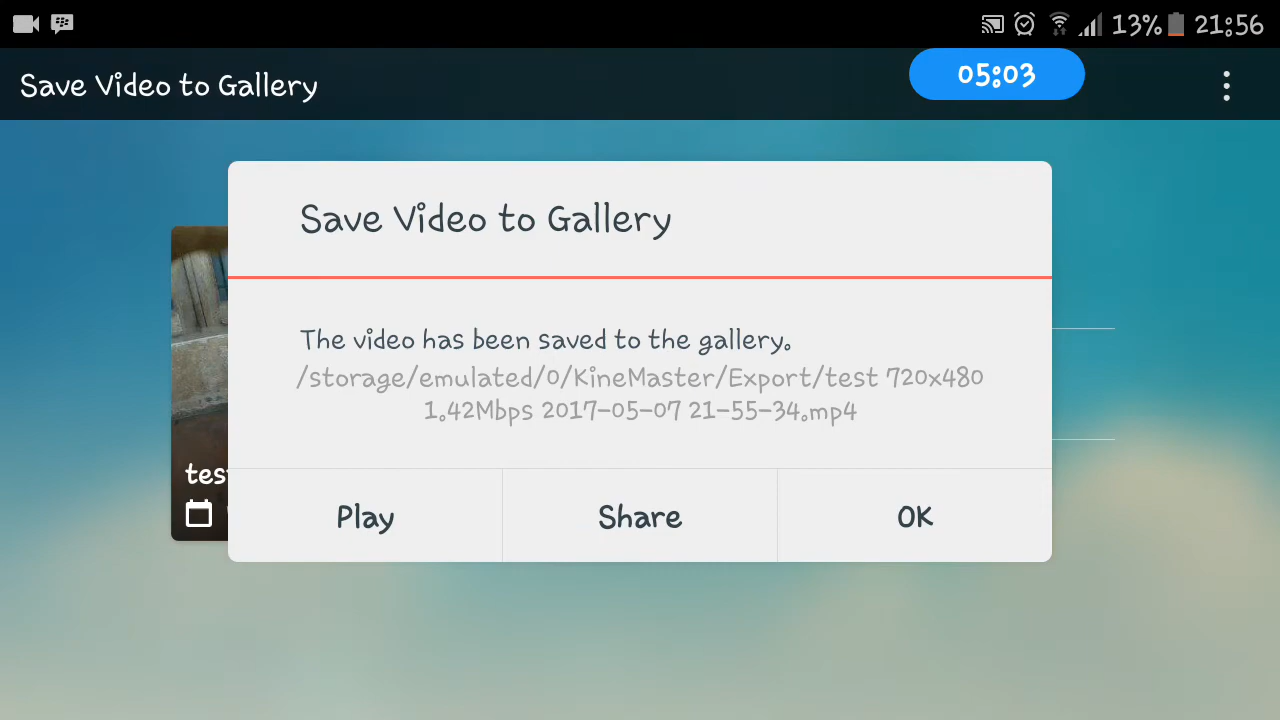 13% 21:56
Save Video to Gallery
05:03
Save Video to Gallery
The video has been saved to the gallery.
/storage/emulated/0/KineMaster/Export/test 720x480
1.42Mbps 2017-05-07 21-55-34.mp4
Play
Share
OK